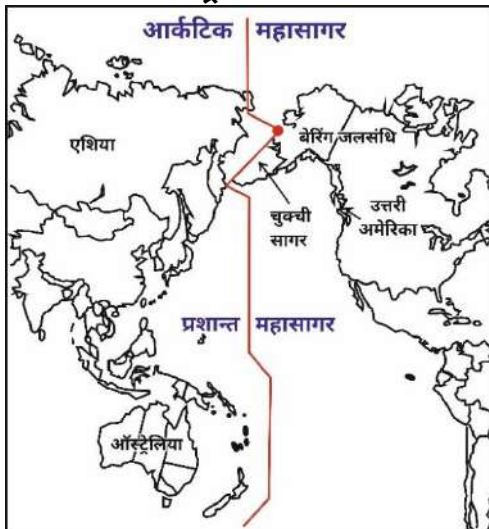 आर्कटिक महासागर
एशिया
बेरिंग जलसंधि
चुक्ची
सागर
उत्तरी
अमेरिका
प्रशान्त महासागर
ऑस्ट्रेलिया